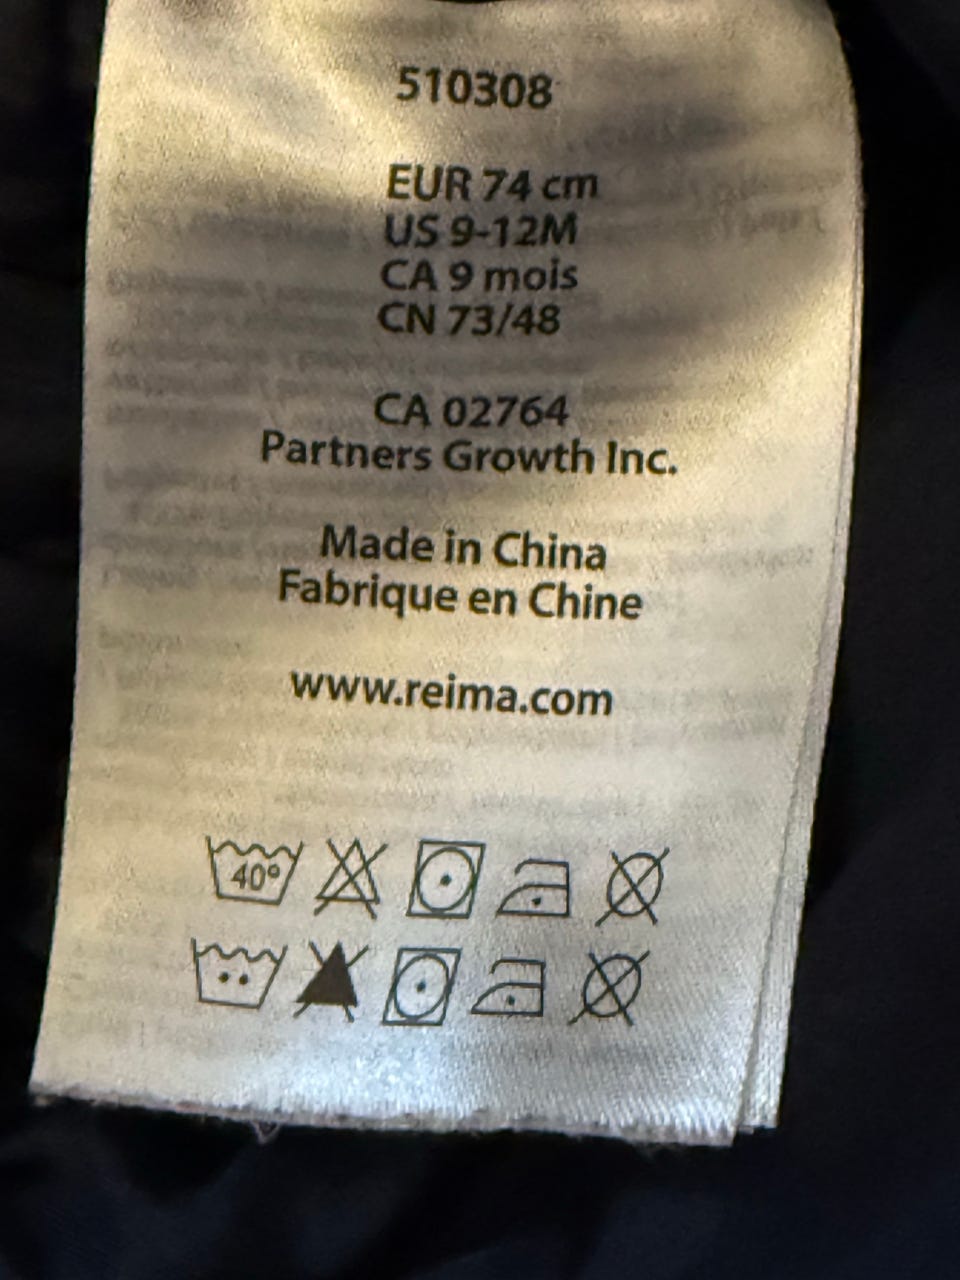 510308
EUR 74 cm
US 9-12M
CA 9 mois
CN 73/48
CA 02764
Partners Growth Inc.
Made in China
Fabrique en Chine
www.reima.com
40°